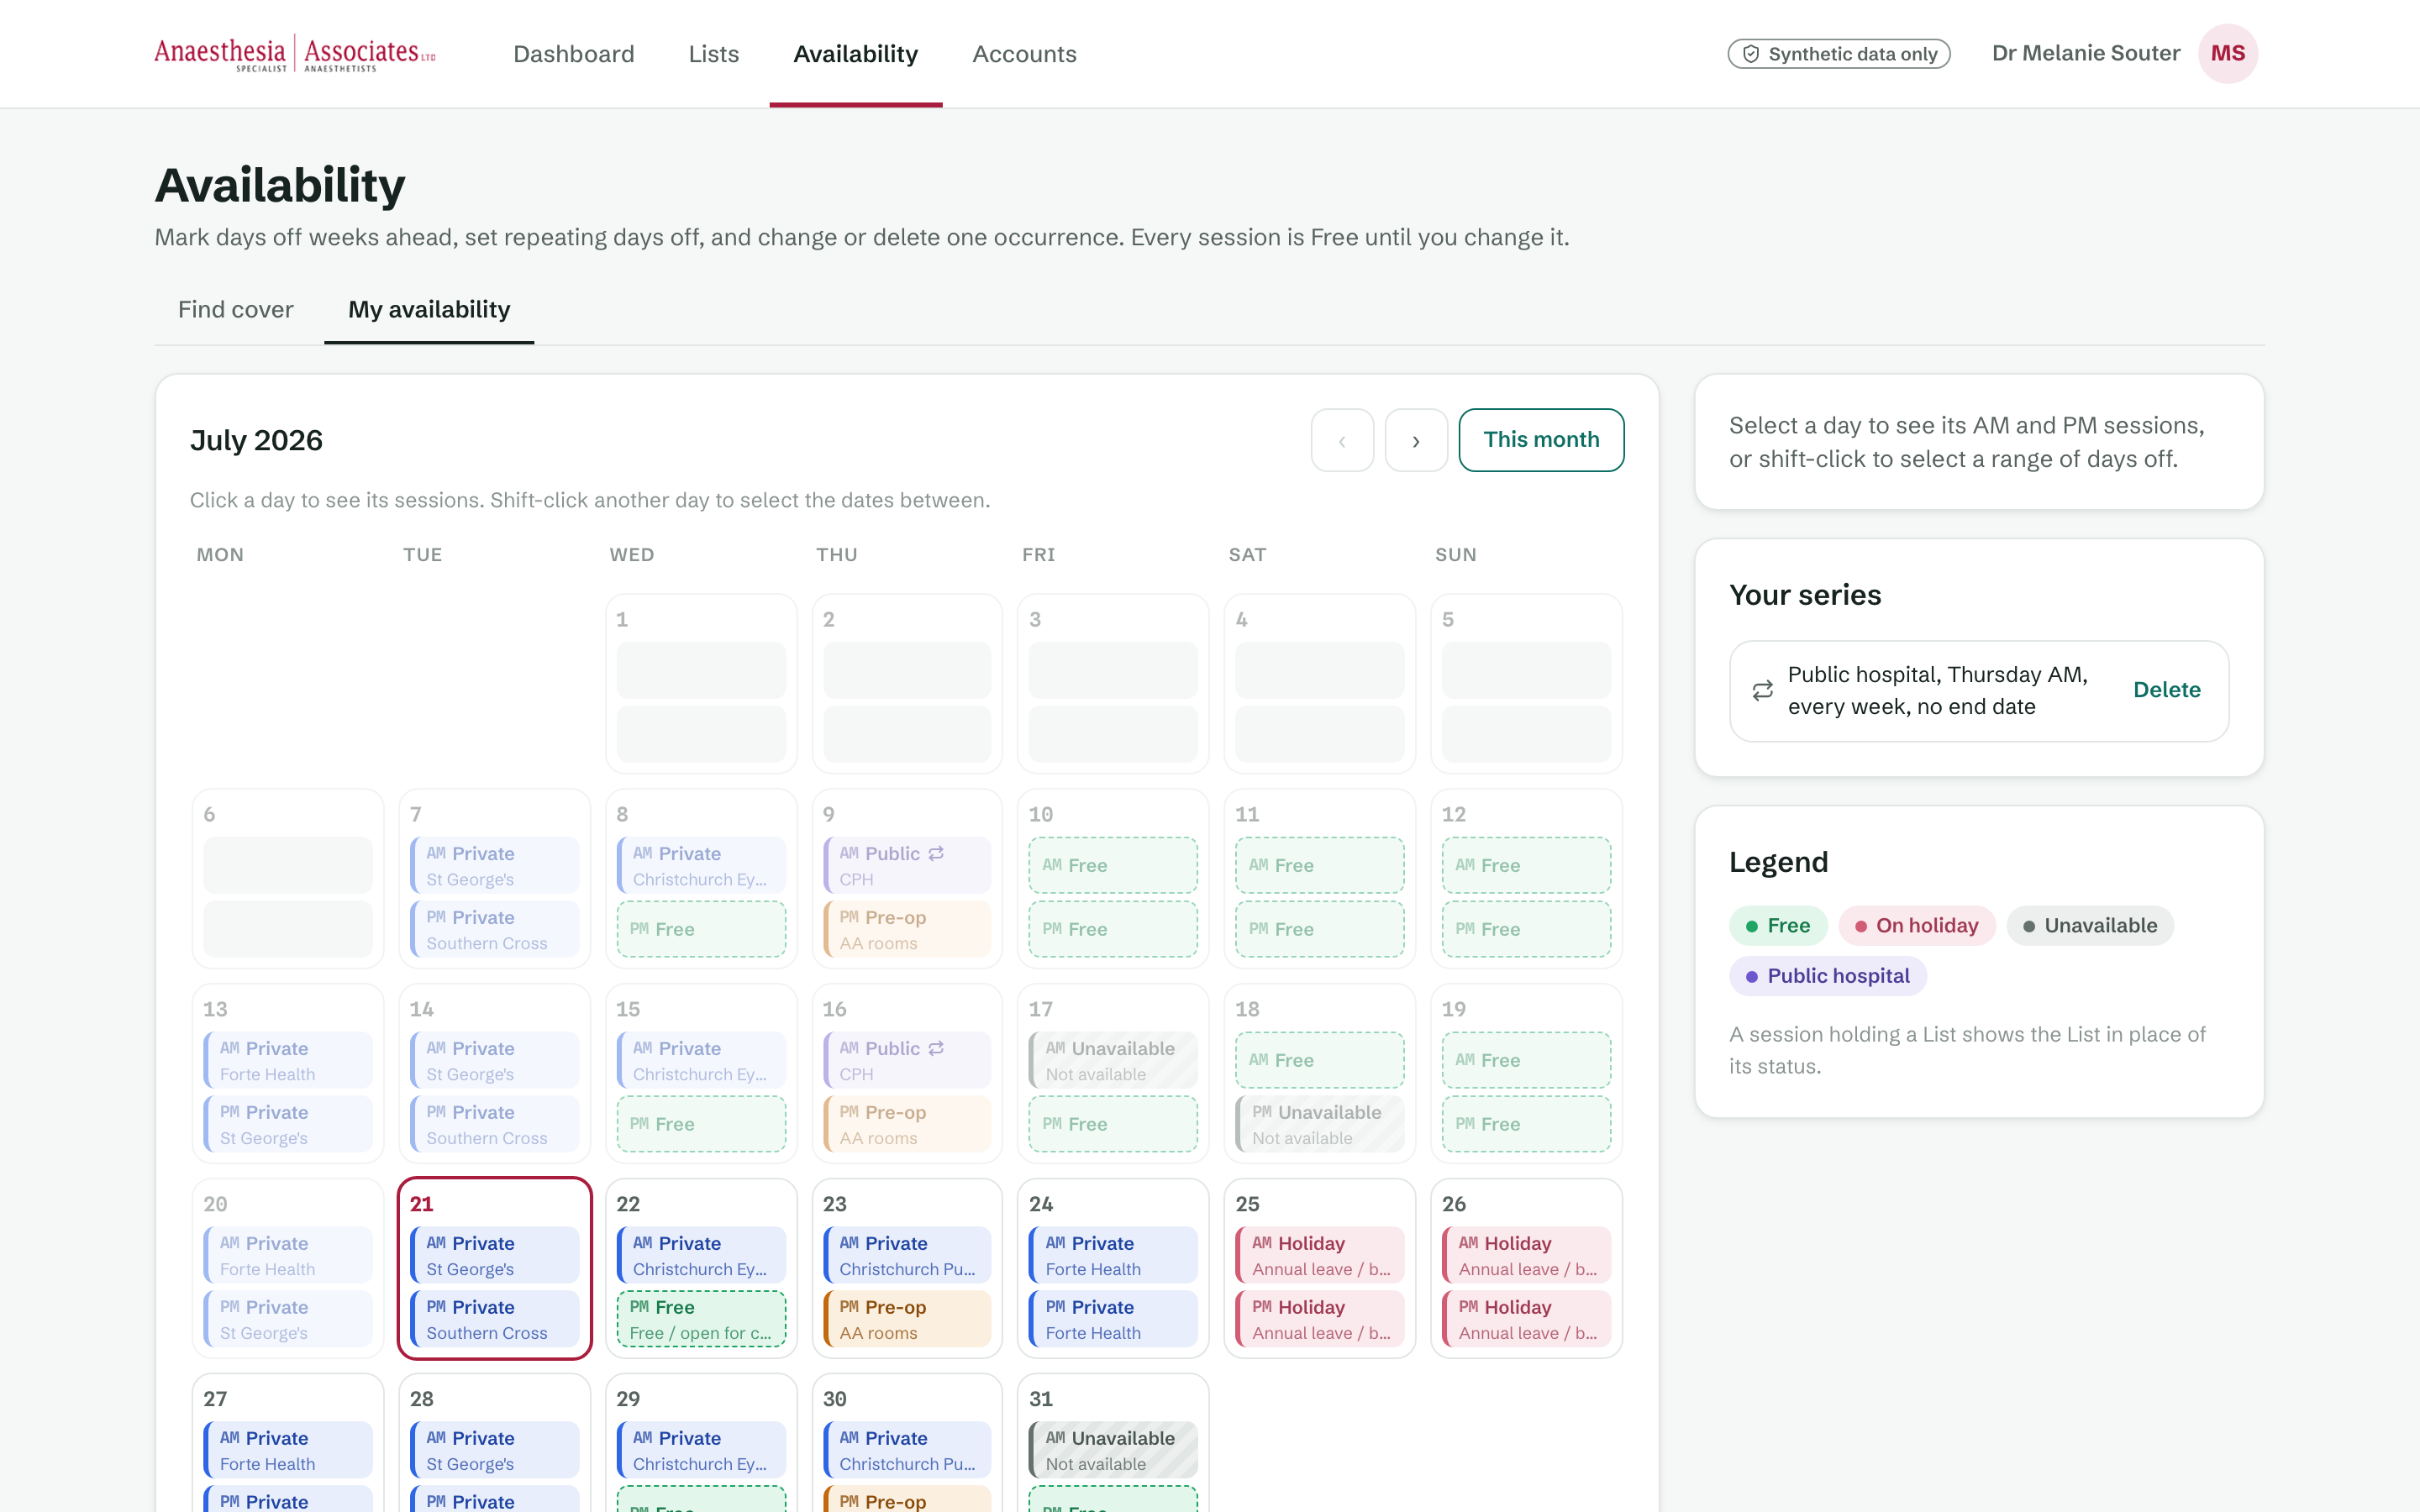 Anaesthesia | Associates LTD
SPECIALIST ANAESTHETISTS
Dashboard
Lists
Availability
Accounts
Synthetic data only
Dr Melanie Souter
MS
Availability
Mark days off weeks ahead, set repeating days off, and change or delete one occurrence. Every session is Free until you change it.
Find cover
My availability
July 2026
‹
›
This month
Click a day to see its sessions. Shift-click another day to select the dates between.
MON TUE WED THU FRI SAT SUN
1 2 3 4 5
6 7 8 9 10 11 12
AM Private AM Private AM Public AM Free AM Free AM Free
St George's Christchurch Ey... CPH
PM Private PM Free PM Pre-op PM Free PM Free PM Free
Southern Cross AA rooms
13 14 15 16 17 18 19
AM Private AM Private AM Private AM Public AM Unavailable AM Free AM Free
Forte Health St George's Christchurch Ey... CPH Not available
PM Private PM Private PM Free PM Pre-op PM Free PM Unavailable PM Free
St George's Southern Cross AA rooms Not available
20 21 22 23 24 25 26
AM Private AM Private AM Private AM Private AM Private AM Holiday AM Holiday
Forte Health St George's Christchurch Ey... Christchurch Pu... Forte Health Annual leave / b... Annual leave / b...
PM Private PM Private PM Free PM Pre-op PM Private PM Holiday PM Holiday
St George's Southern Cross Free / open for c... AA rooms Forte Health Annual leave / b... Annual leave / b...
27 28 29 30 31
AM Private AM Private AM Private AM Private AM Unavailable
Forte Health St George's Christchurch Ey... Christchurch Pu... Not available
PM Private PM Private PM Free PM Pre-op PM Free
Select a day to see its AM and PM sessions,
or shift-click to select a range of days off.
Your series
Public hospital, Thursday AM,
every week, no end date
Delete
Legend
Free
On holiday
Unavailable
Public hospital
A session holding a List shows the List in place of
its status.